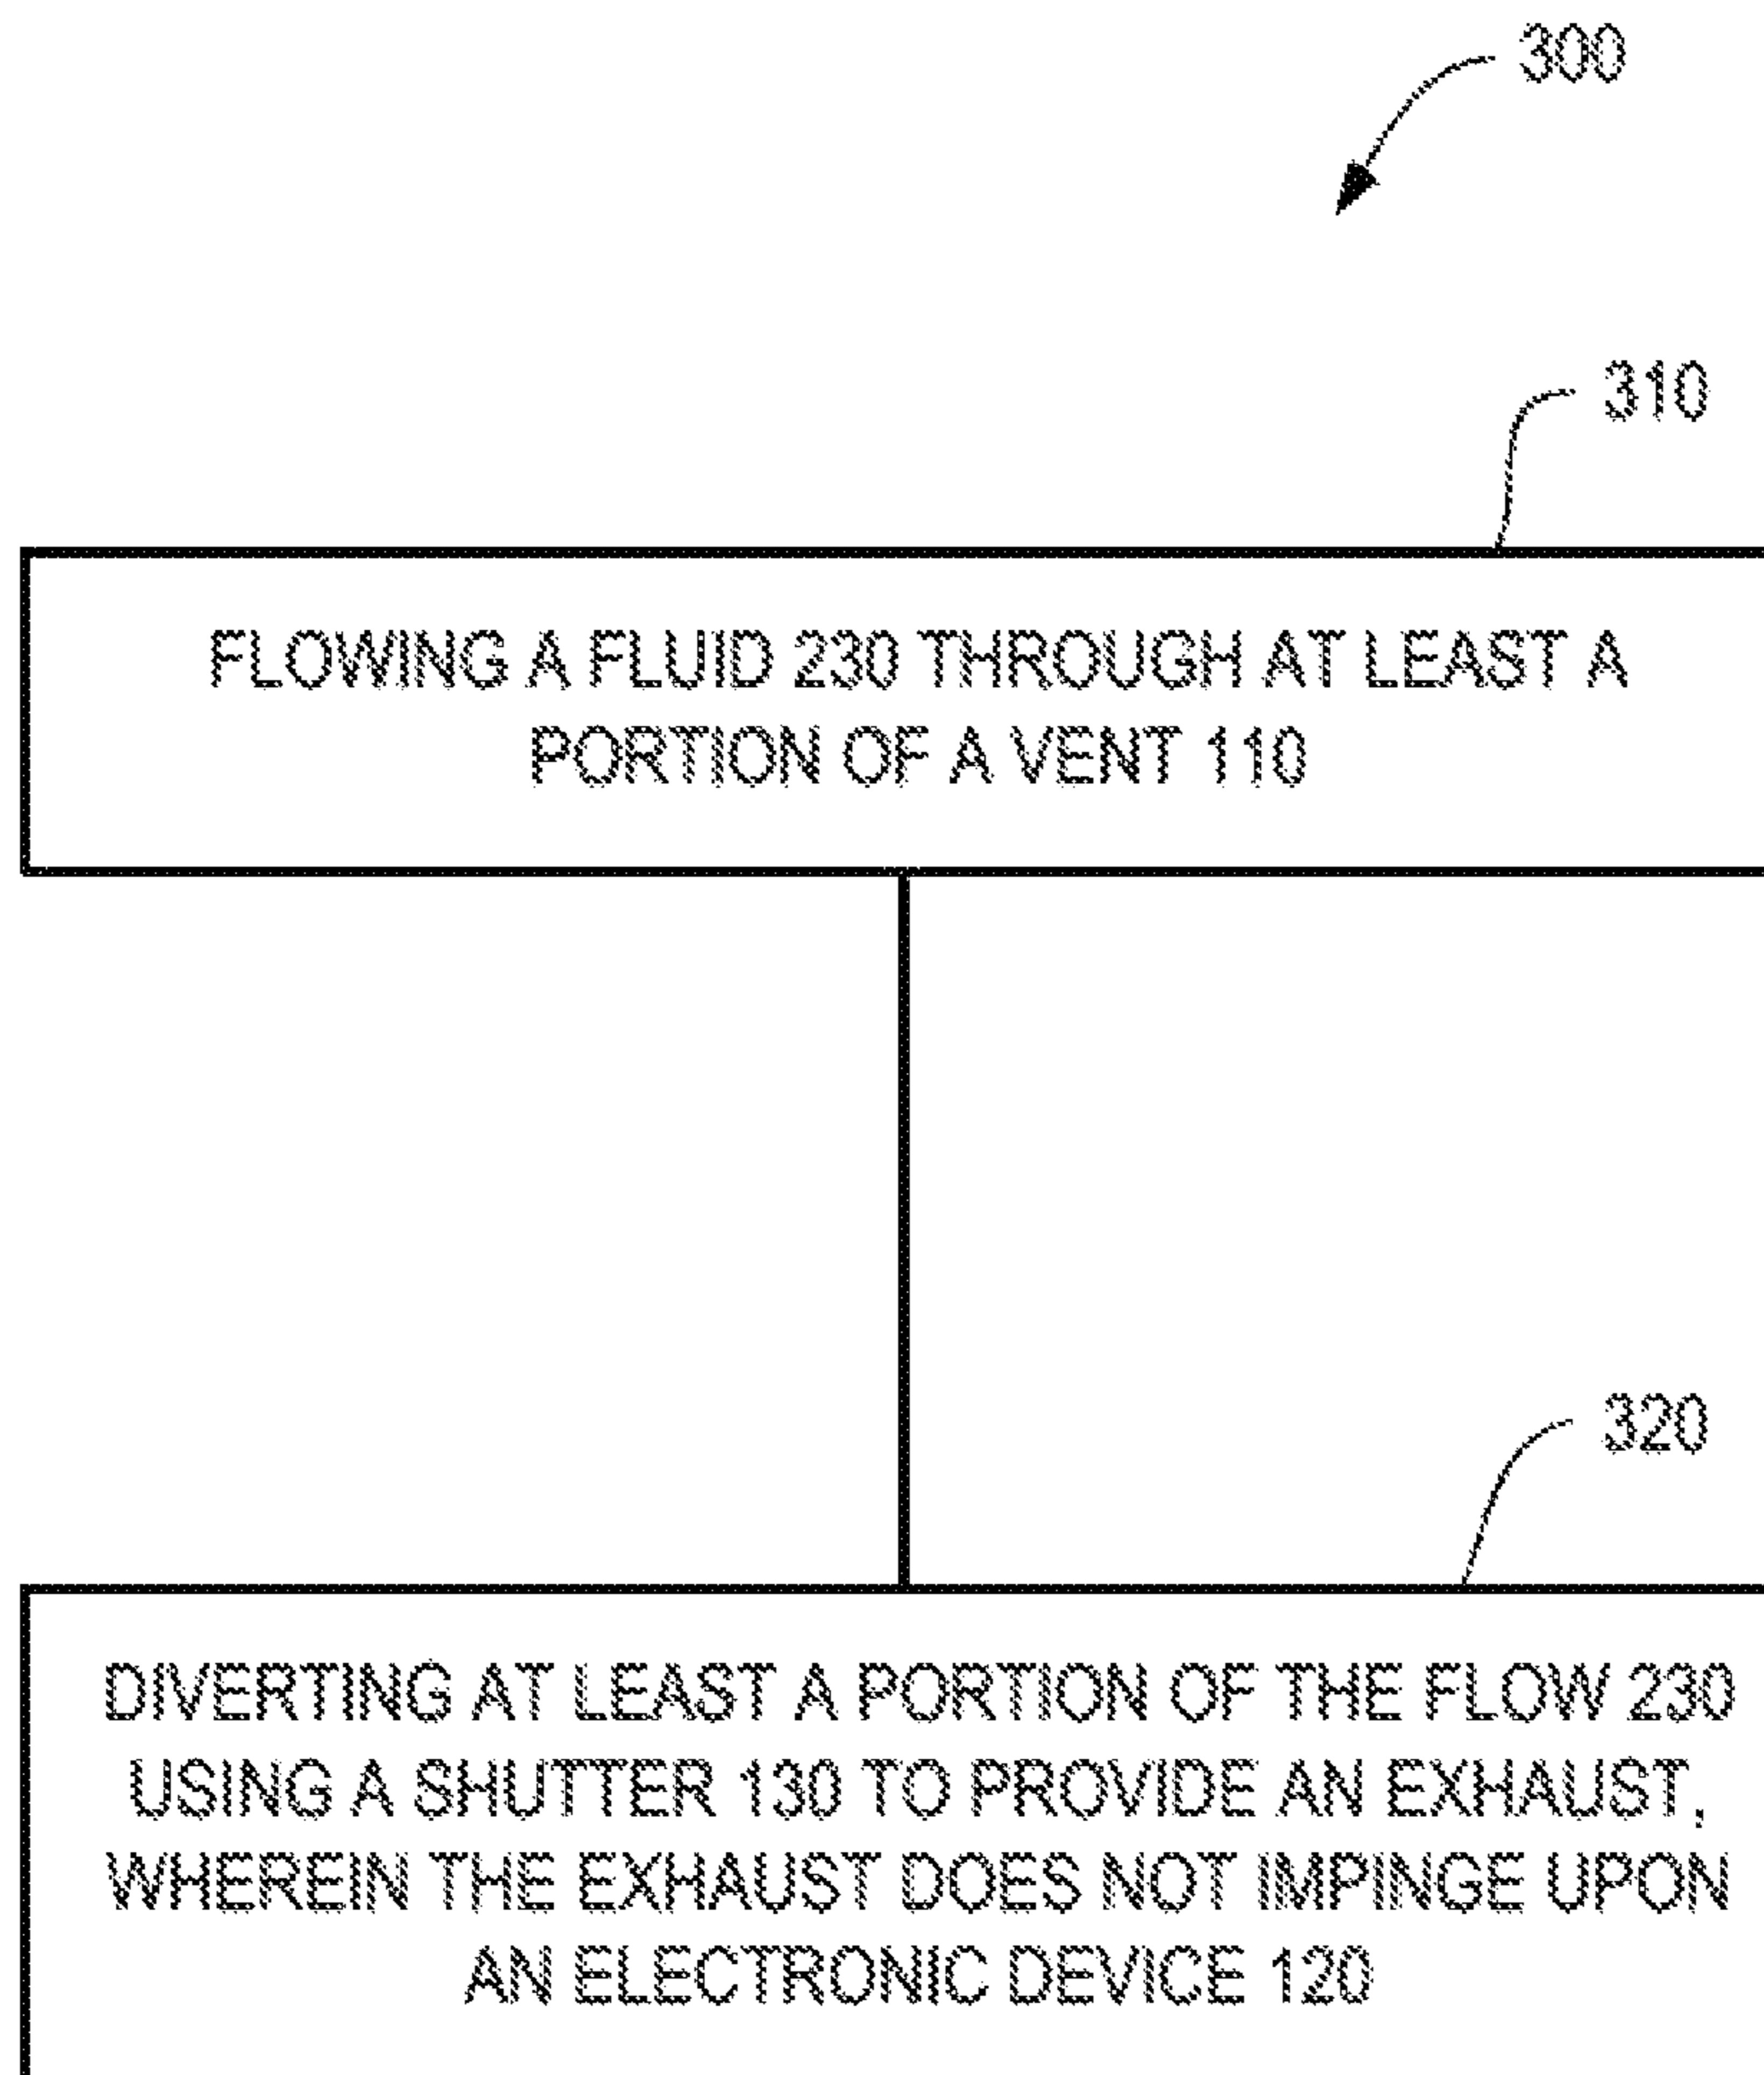 300
310
FLOWING A FLUID 230 THROUGH AT LEAST A
PORTION OF A VENT 110
320
DIVERTING AT LEAST A PORTION OF THE FLOW 230
USING A SHUTTER 130 TO PROVIDE AN EXHAUST,
WHEREIN THE EXHAUST DOES NOT IMPINGE UPON
AN ELECTRONIC DEVICE 120